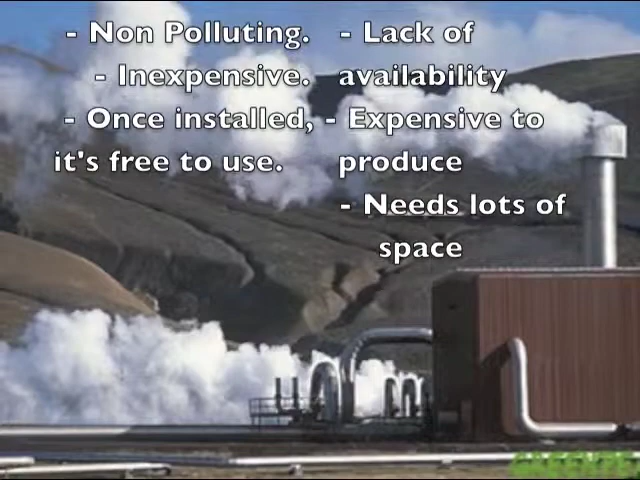 - Non Polluting.
- Inexpensive.
- Once installed,
it's free to use.
- Lack of
availability
- Expensive to
produce
- Needs lots of
space
GREENPE